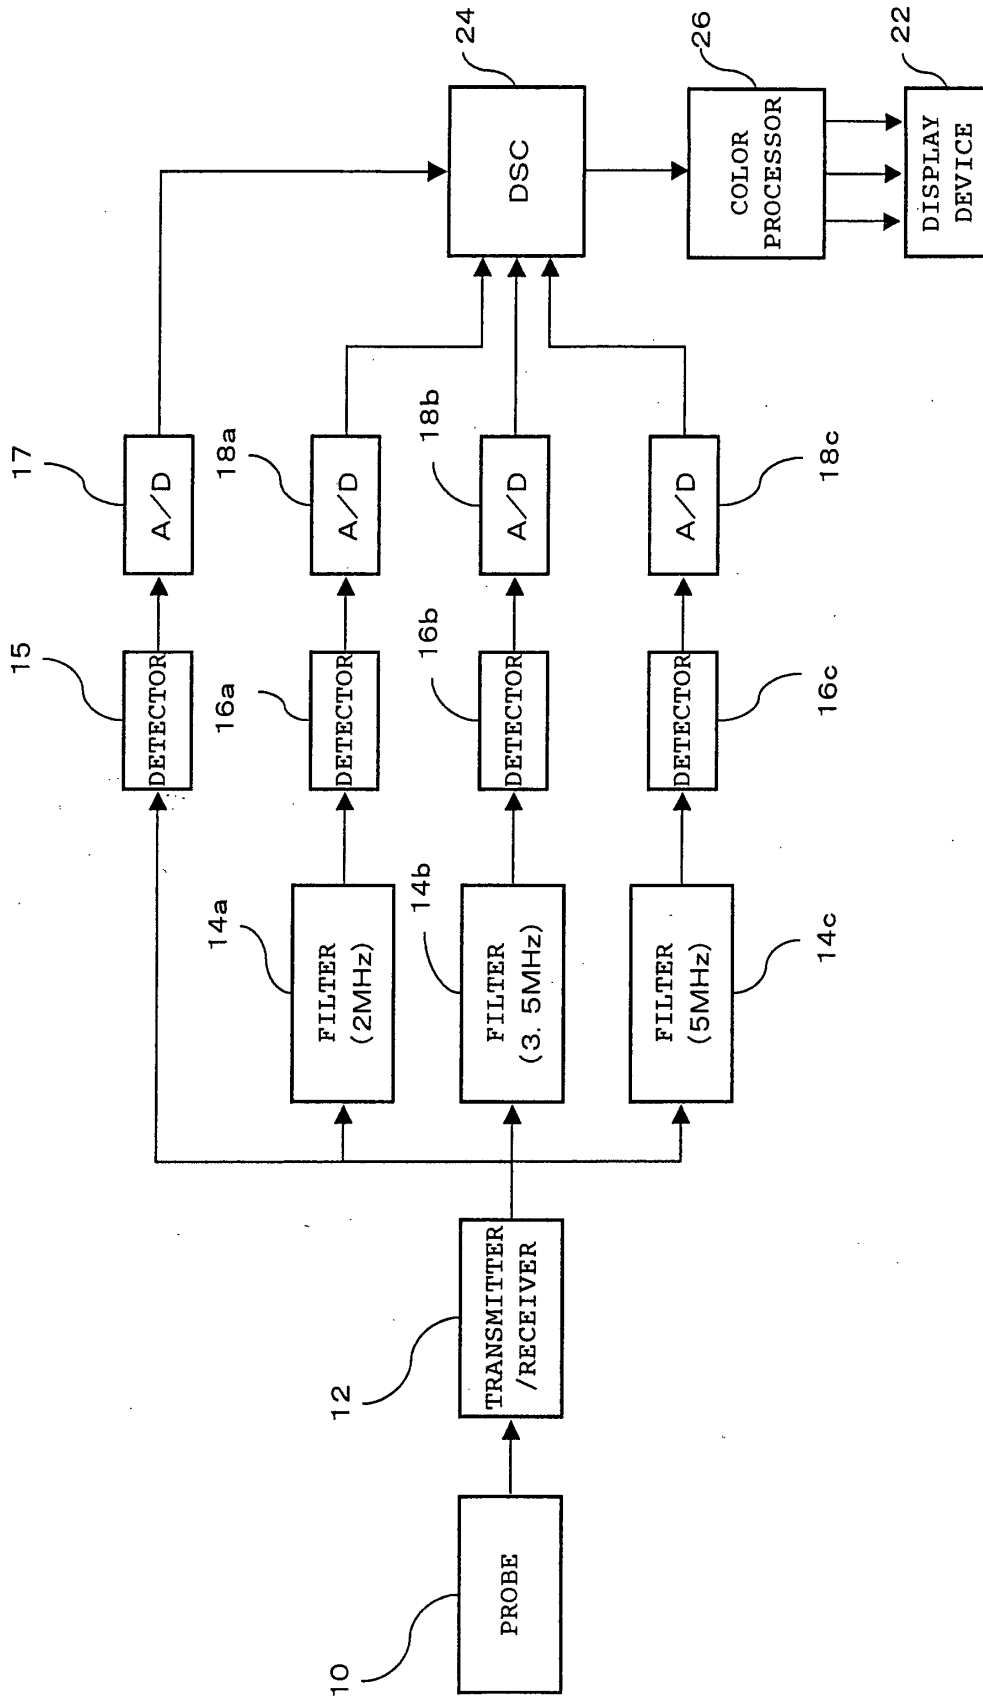 10
PROBE
12
TRANSMITTER
/RECEIVER
14a
FILTER
(2MHz)
14b
FILTER
(3. 5MHz)
14c
FILTER
(5MHz)
15
DETECTOR
16a
DETECTOR
16b
DETECTOR
16c
DETECTOR
17
A/D
18a
A/D
18b
A/D
18c
A/D
24
DSC
26
COLOR
PROCESSOR
22
DISPLAY
DEVICE